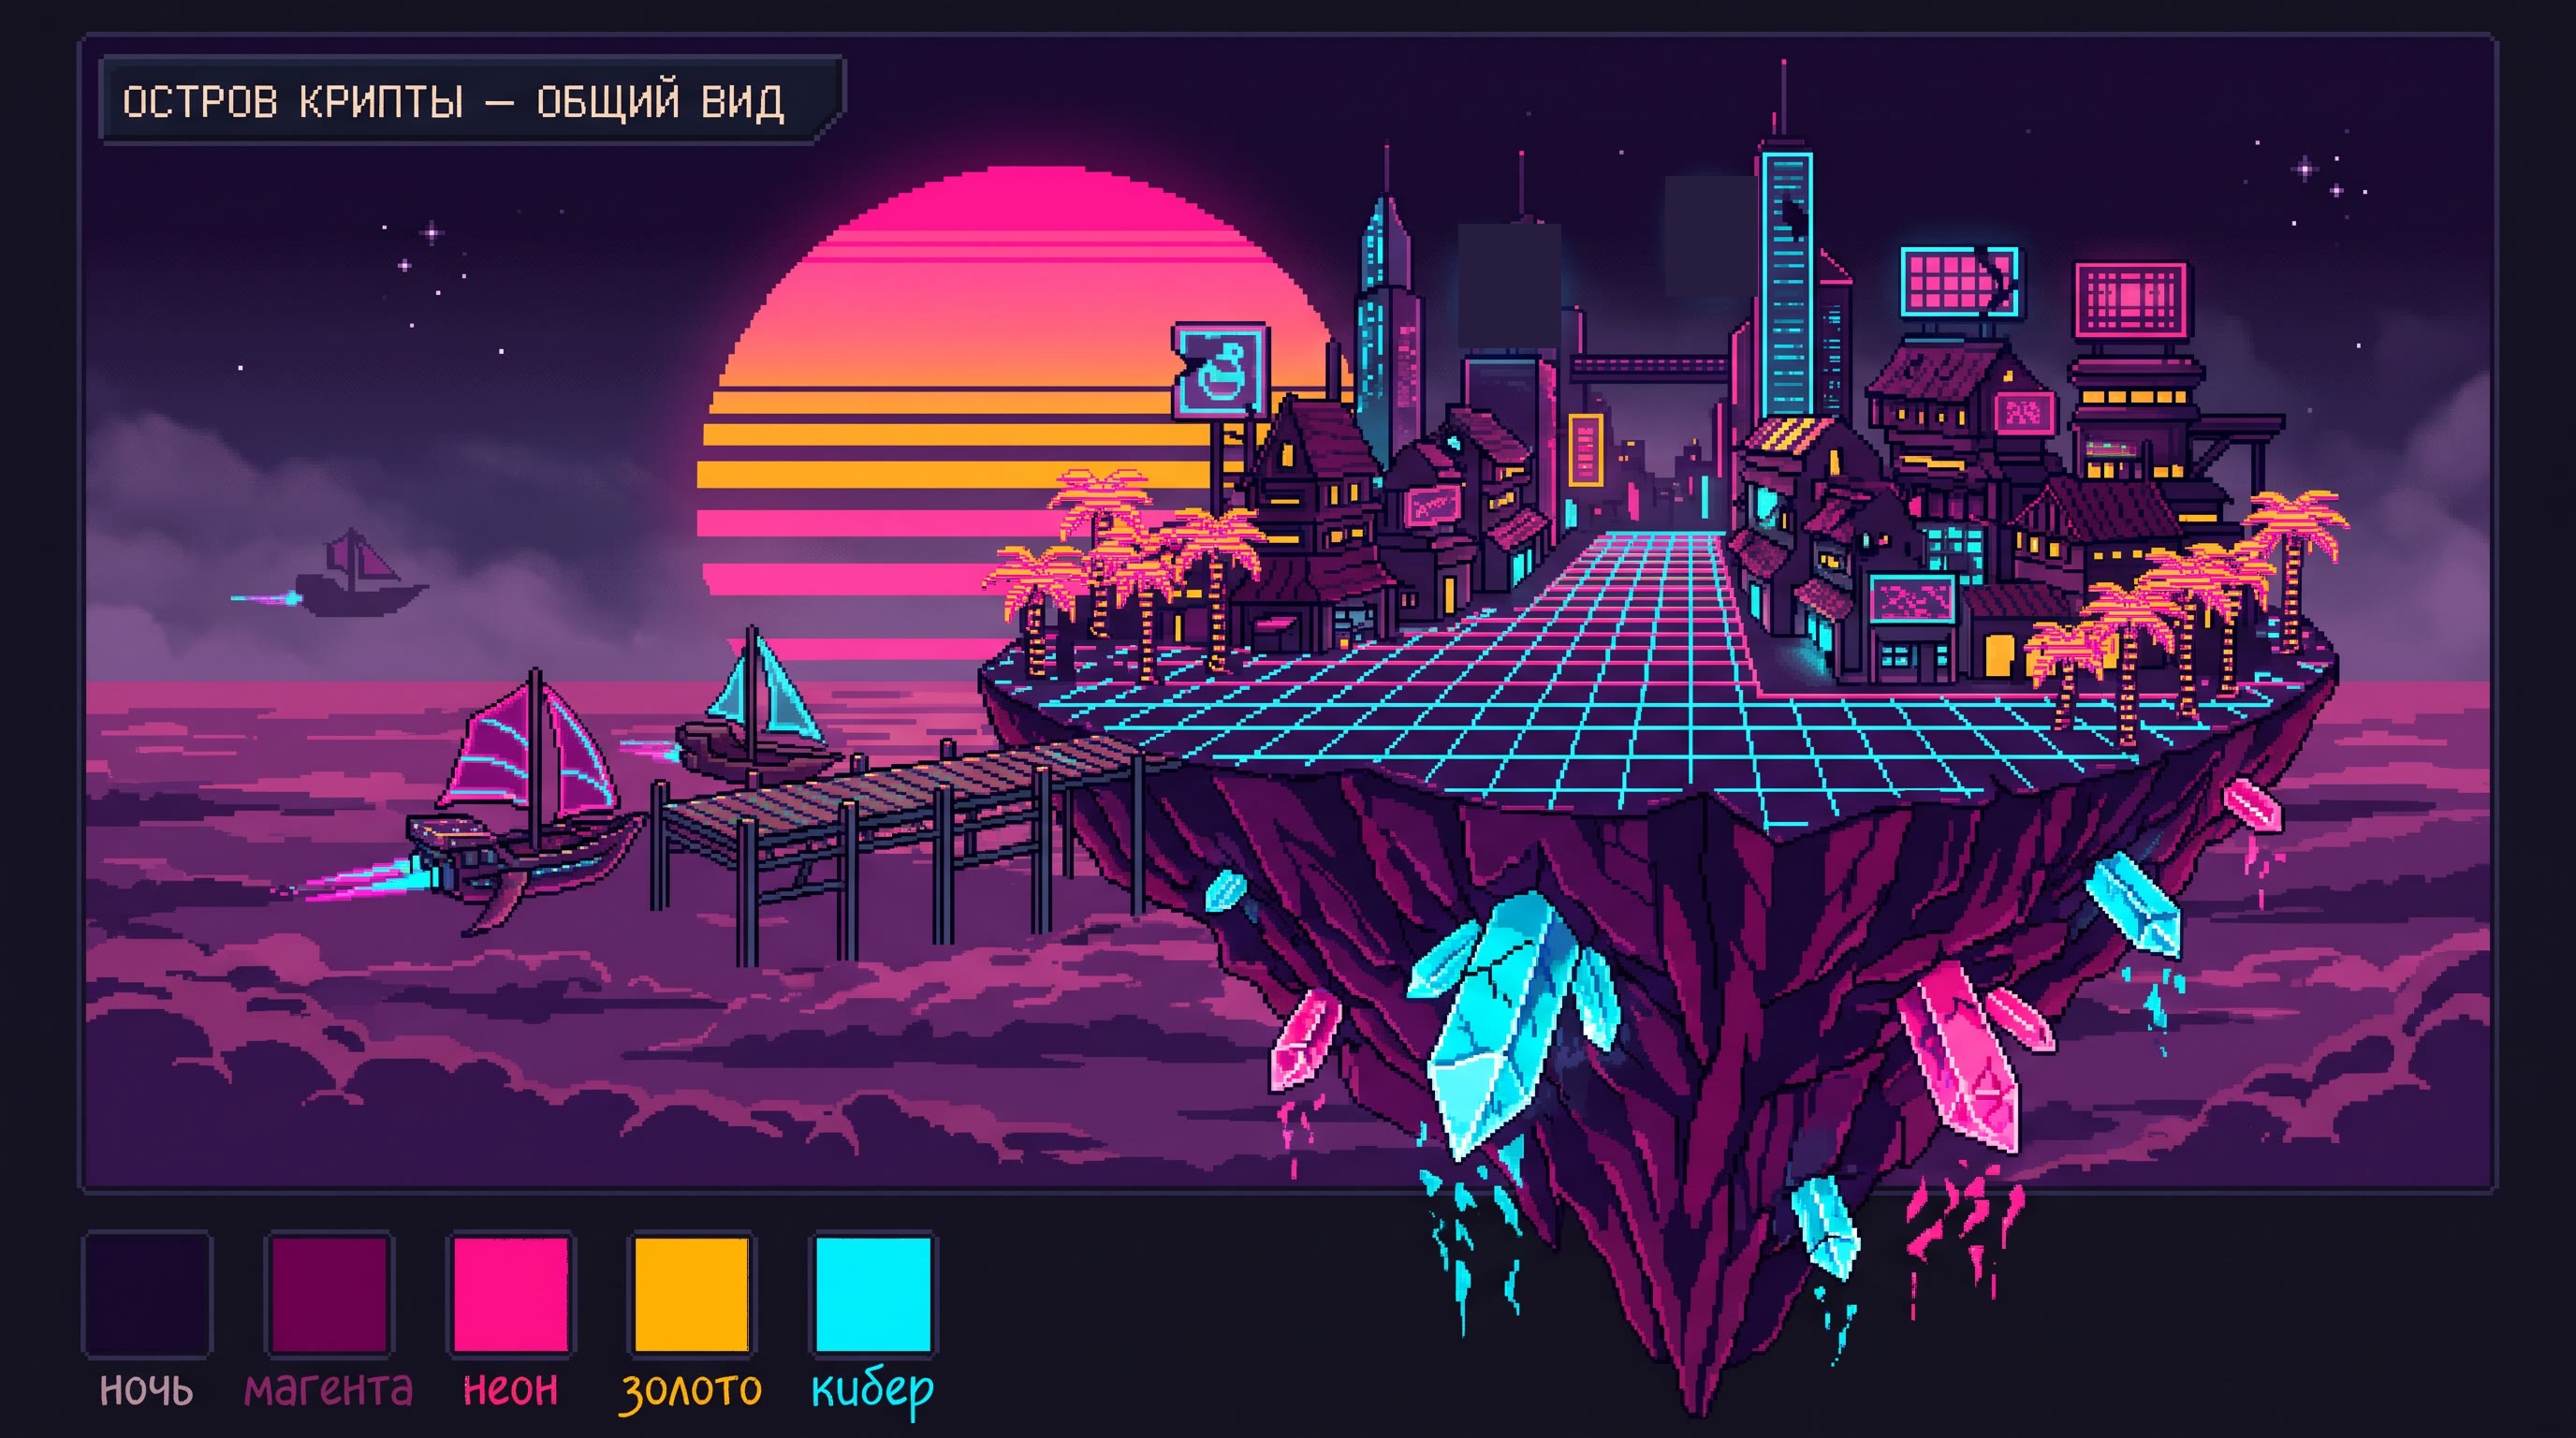 ОСТРОВ КРИПТЫ — ОБЩИЙ ВИД
ночь
магента
неон
золото
кибер